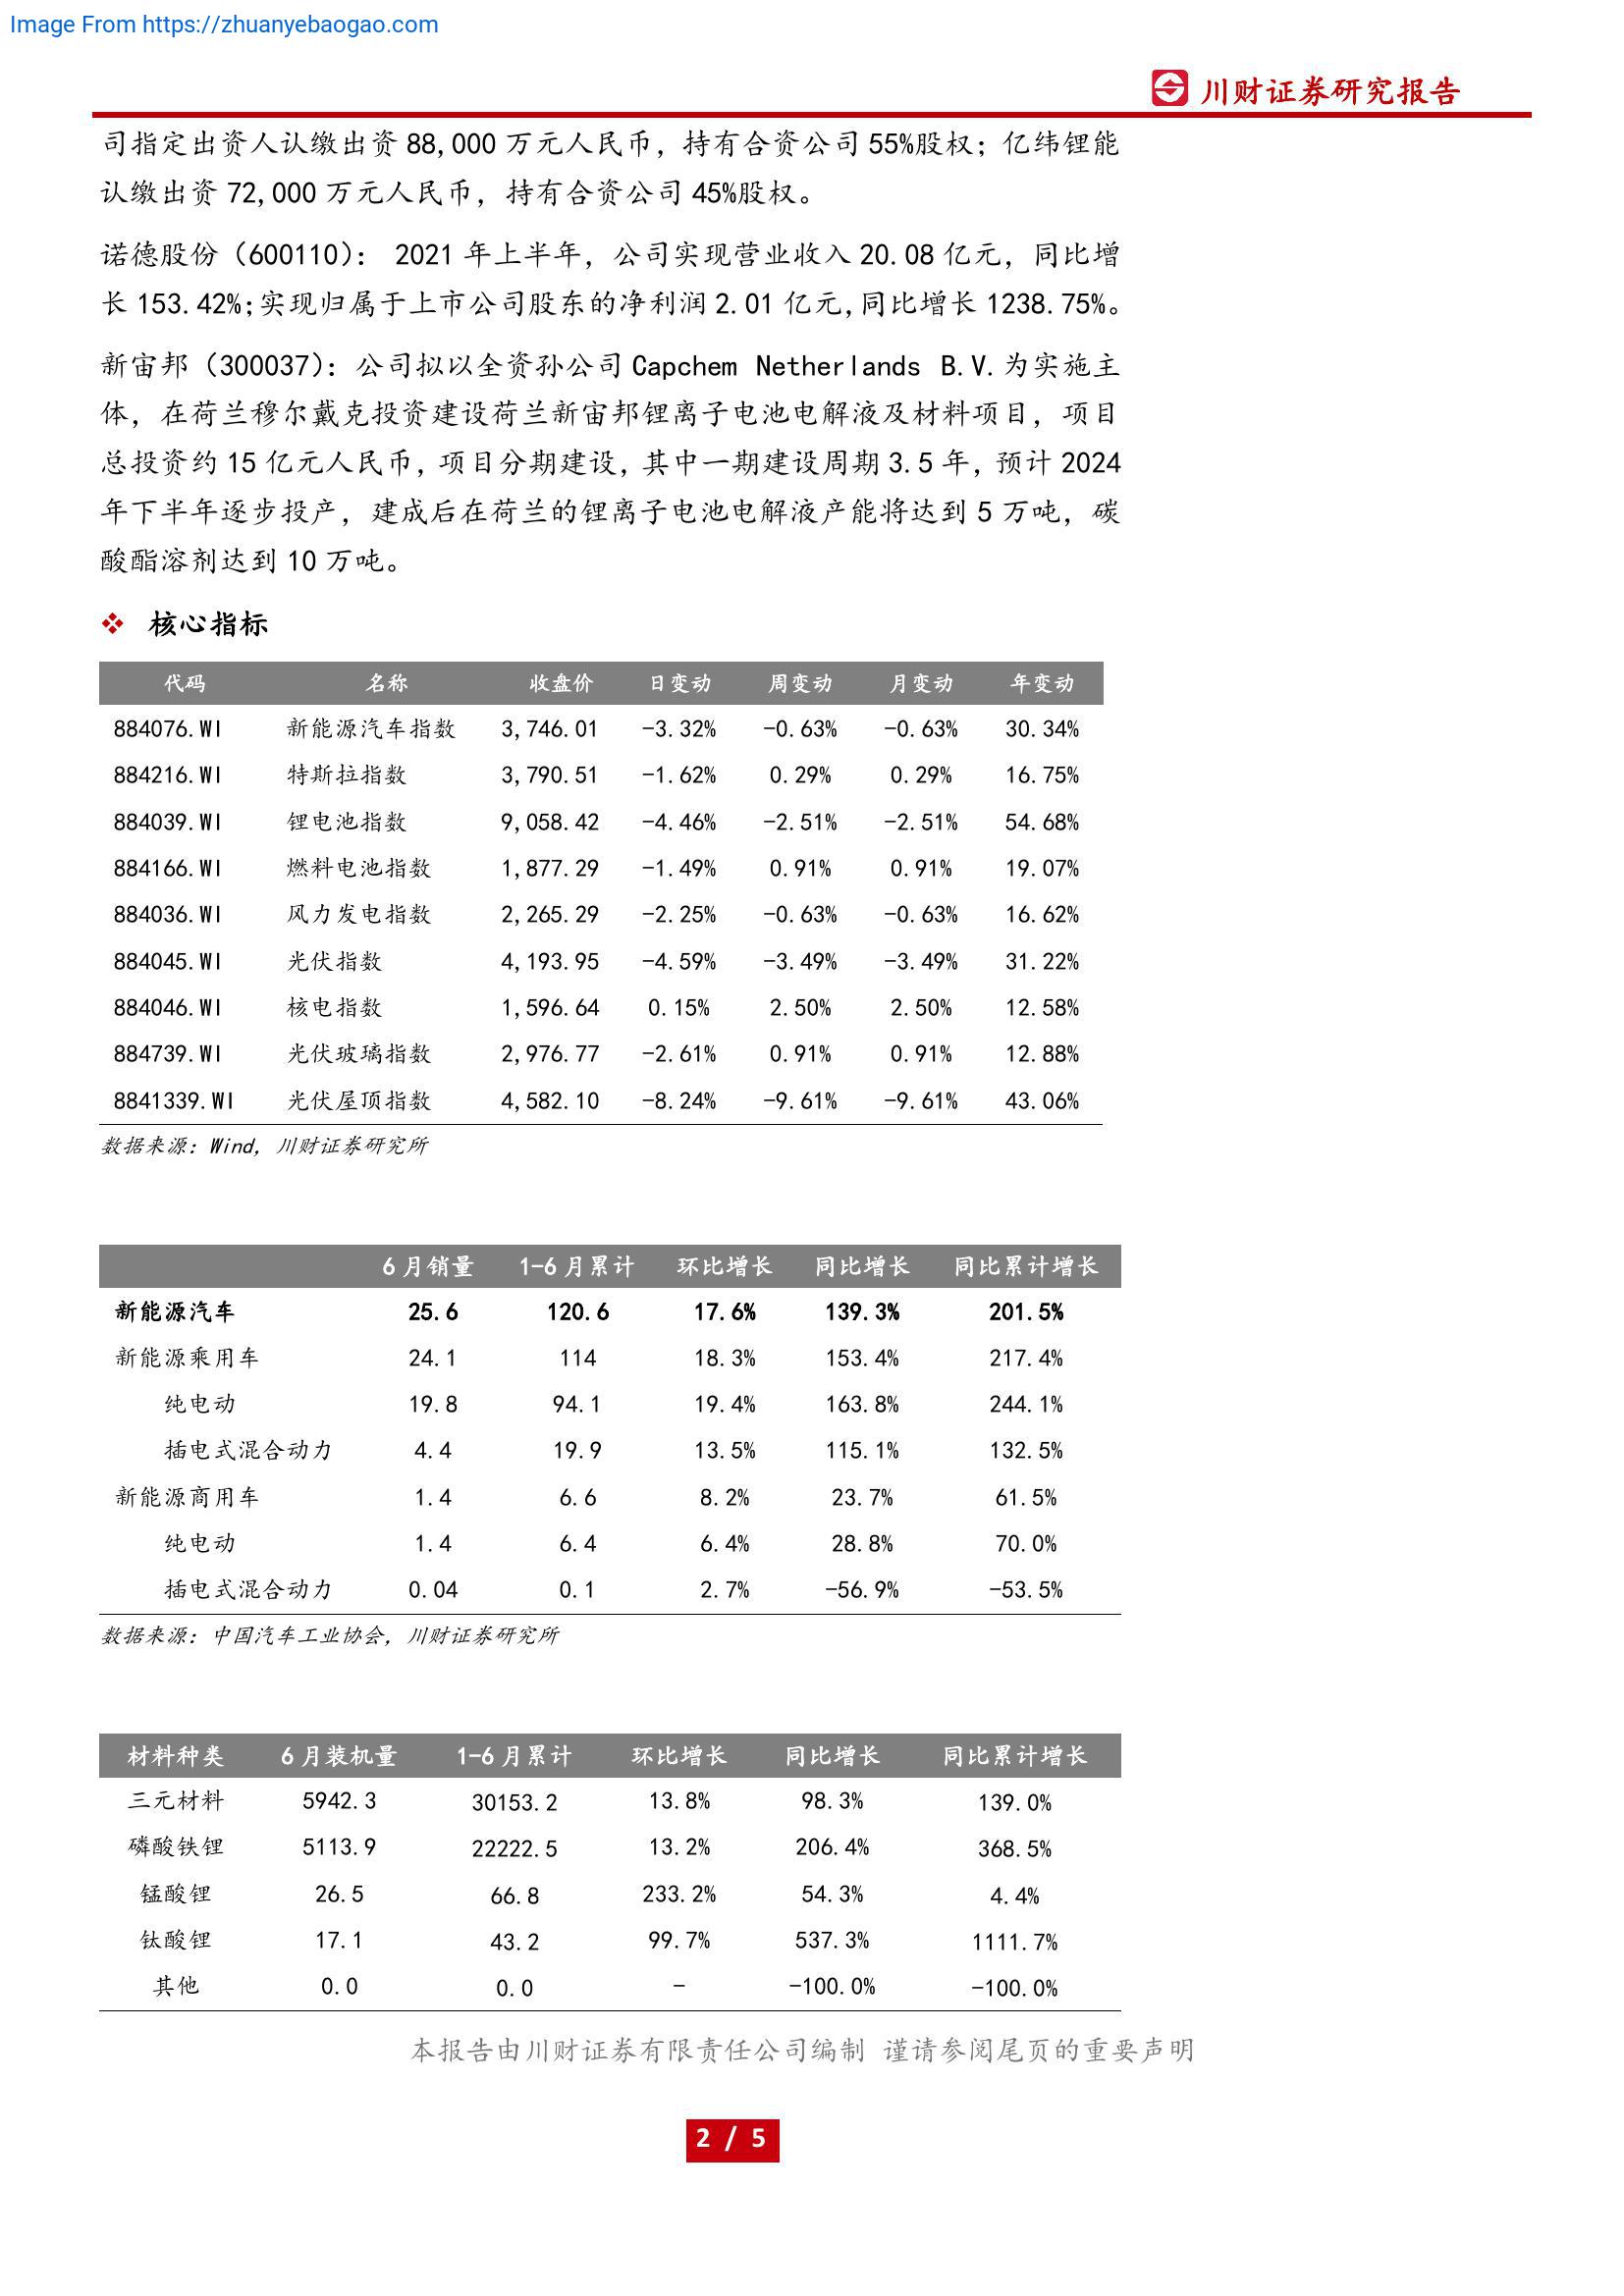 Image From https://zhuanyebaogao.com
川财证券研究报告
司指定出资人认缴出资 88,000 万元人民币，持有合资公司 55%股权；亿纬锂能
认缴出资 72,000 万元人民币，持有合资公司 45%股权。
诺德股份（600110）： 2021 年上半年，公司实现营业收入 20.08 亿元，同比增
长 153.42%;实现归属于上市公司股东的净利润 2.01 亿元,同比增长 1238.75%。
新宙邦（300037）：公司拟以全资孙公司 Capchem Netherlands B.V.为实施主
体，在荷兰穆尔戴克投资建设荷兰新宙邦锂离子电池电解液及材料项目，项目
总投资约 15 亿元人民币，项目分期建设，其中一期建设周期 3.5 年，预计 2024
年下半年逐步投产，建成后在荷兰的锂离子电池电解液产能将达到 5 万吨，碳
酸酯溶剂达到 10 万吨。
❖ 核心指标
代码 名称 收盘价 日变动 周变动 月变动 年变动
884076.WI 新能源汽车指数 3,746.01 -3.32% -0.63% -0.63% 30.34%
884216.WI 特斯拉指数 3,790.51 -1.62% 0.29% 0.29% 16.75%
884039.WI 锂电池指数 9,058.42 -4.46% -2.51% -2.51% 54.68%
884166.WI 燃料电池指数 1,877.29 -1.49% 0.91% 0.91% 19.07%
884036.WI 风力发电指数 2,265.29 -2.25% -0.63% -0.63% 16.62%
884045.WI 光伏指数 4,193.95 -4.59% -3.49% -3.49% 31.22%
884046.WI 核电指数 1,596.64 0.15% 2.50% 2.50% 12.58%
884739.WI 光伏玻璃指数 2,976.77 -2.61% 0.91% 0.91% 12.88%
8841339.WI 光伏屋顶指数 4,582.10 -8.24% -9.61% -9.61% 43.06%
数据来源：Wind，川财证券研究所
6 月销量 1-6 月累计 环比增长 同比增长 同比累计增长
新能源汽车 25.6 120.6 17.6% 139.3% 201.5%
新能源乘用车 24.1 114 18.3% 153.4% 217.4%
纯电动 19.8 94.1 19.4% 163.8% 244.1%
插电式混合动力 4.4 19.9 13.5% 115.1% 132.5%
新能源商用车 1.4 6.6 8.2% 23.7% 61.5%
纯电动 1.4 6.4 6.4% 28.8% 70.0%
插电式混合动力 0.04 0.1 2.7% -56.9% -53.5%
数据来源：中国汽车工业协会，川财证券研究所
材料种类 6 月装机量 1-6 月累计 环比增长 同比增长 同比累计增长
三元材料 5942.3 30153.2 13.8% 98.3% 139.0%
磷酸铁锂 5113.9 22222.5 13.2% 206.4% 368.5%
锰酸锂 26.5 66.8 233.2% 54.3% 4.4%
钛酸锂 17.1 43.2 99.7% 537.3% 1111.7%
其他 0.0 0.0 - -100.0% -100.0%
本报告由川财证券有限责任公司编制 谨请参阅尾页的重要声明
2 / 5